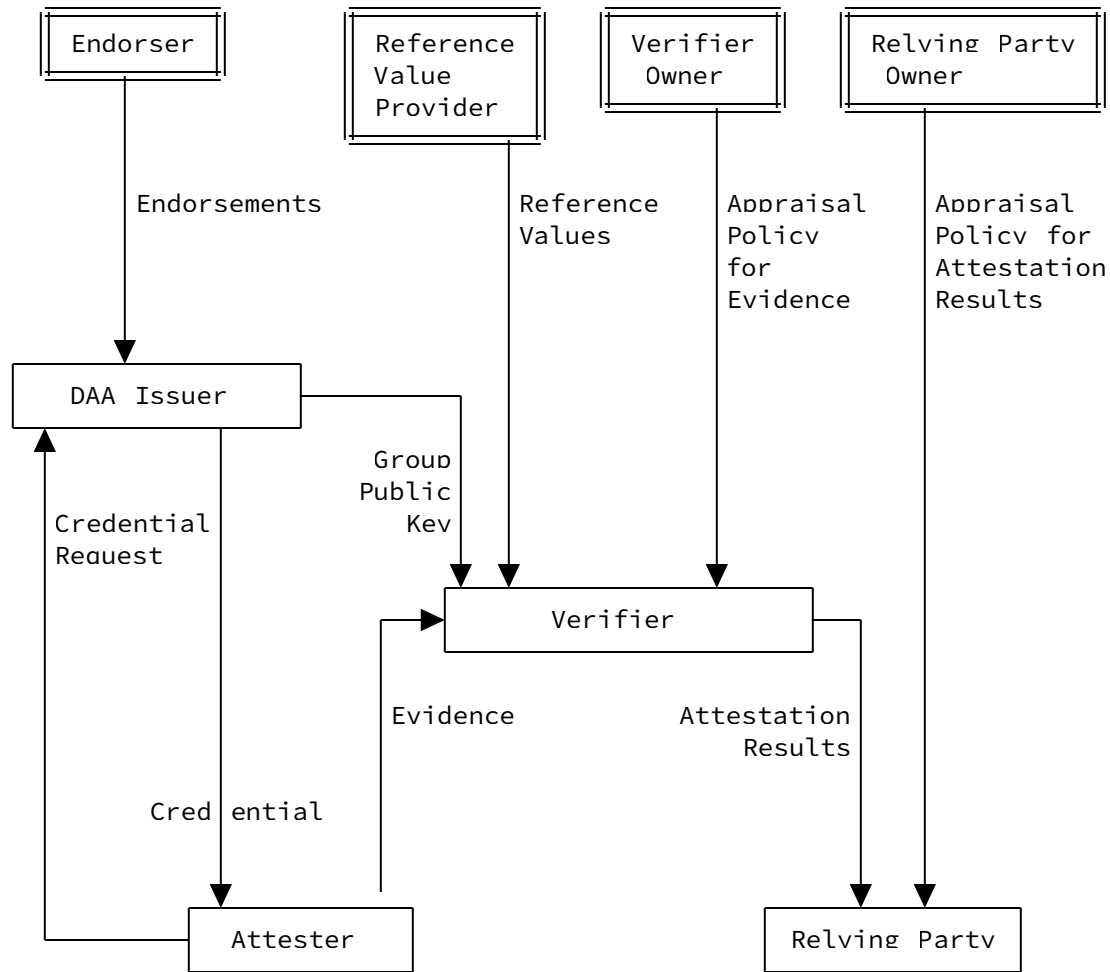 Endorser
Reference
Value
Provider
Verifier
Owner
Relying Party
Owner
Endorsements
Reference
Values
Appraisal
Policy
for
Evidence
Appraisal
Policy for
Attestation
Results
DAA Issuer
Group
Public
Key
Credential
Request
Verifier
Evidence
Attestation
Results
Credential
Attester
Relying Party